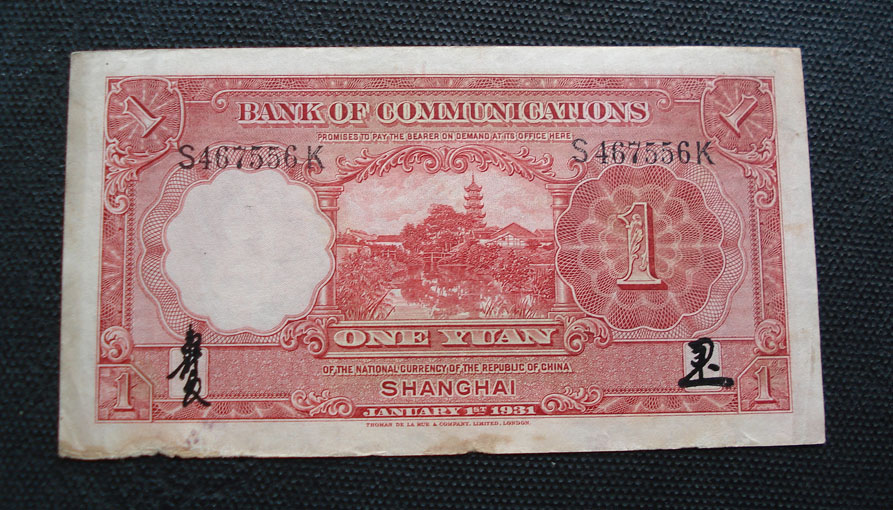 1 1
BANK OF COMMUNICATIONS
PROMISES TO PAY THE BEARER ON DEMAND AT ITS OFFICE HERE
S467556K S467556K
1
ONE YUAN
OF THE NATIONAL CURRENCY OF THE REPUBLIC OF CHINA
SHANGHAI
1 1
JANUARY 1ST 1931
THOMAS DE LA RUE & COMPANY, LIMITED, LONDON.